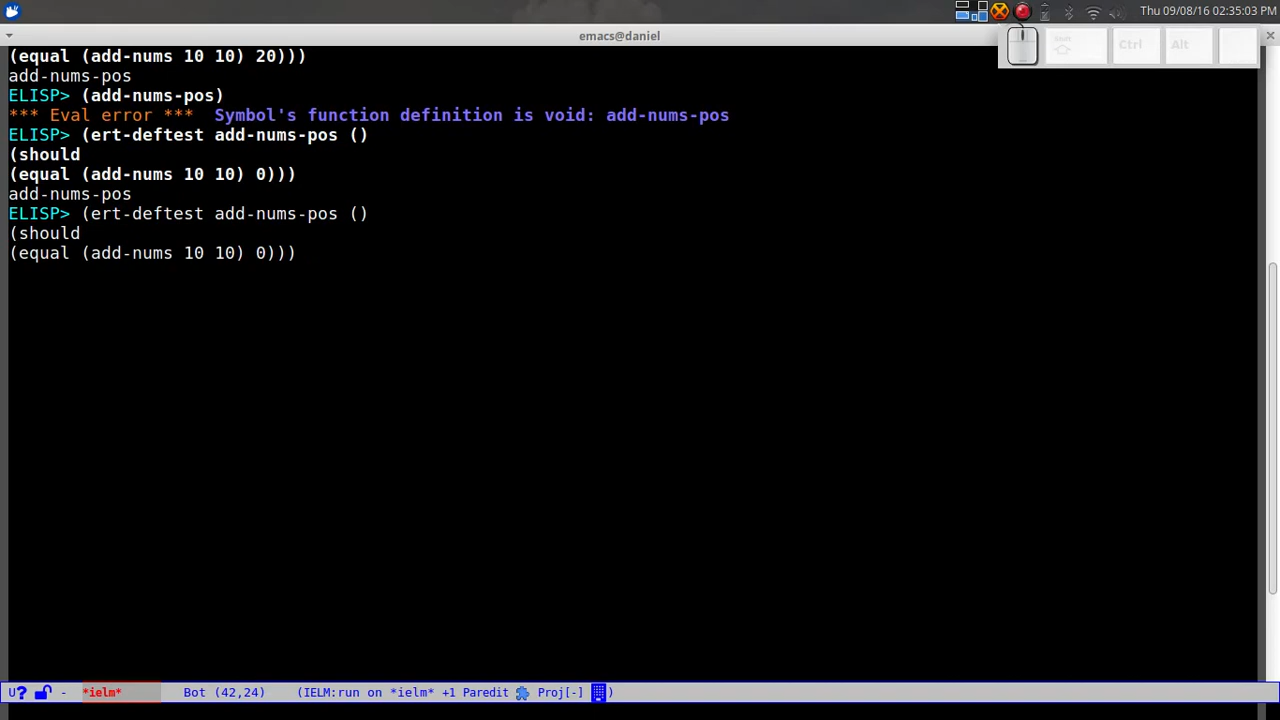 Thu 09/08/16 02:35:03 PM
emacs@daniel
Ctrl
Alt
(equal (add-nums 10 10) 20)))
add-nums-pos
ELISP> (add-nums-pos)
*** Eval error ***  Symbol's function definition is void: add-nums-pos
ELISP> (ert-deftest add-nums-pos ()
(should
(equal (add-nums 10 10) 0)))
add-nums-pos
ELISP> (ert-deftest add-nums-pos ()
(should
(equal (add-nums 10 10) 0)))
U? - *ielm* Bot (42,24) (IELM:run on *ielm* +1 Paredit Proj[-] )